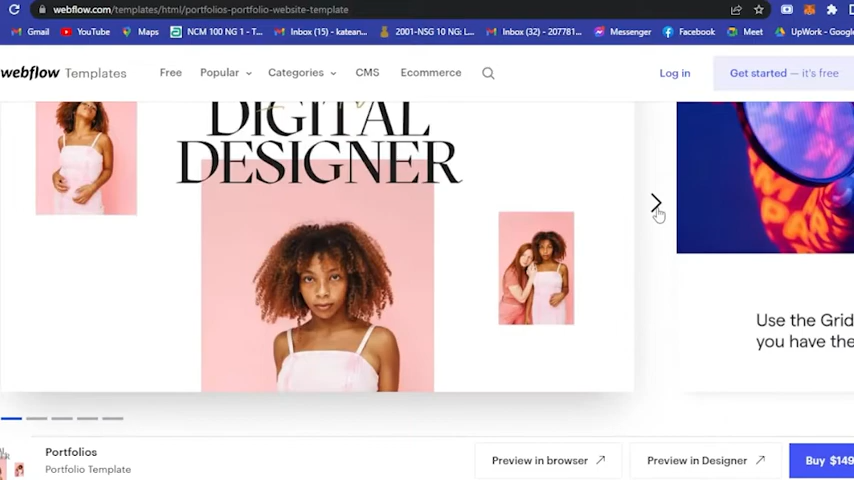 webflow.com/templates/html/portfolios-portfolio-website-template
Gmail YouTube Maps NCM 100 NG 1 - T... Inbox (15) - katean... 2001-NSG 10 NG: L... Inbox (32) - 207781... Messenger Facebook Meet UpWork - Google
webflow Templates Free Popular Categories CMS Ecommerce Log in Get started — it's free
DIGITAL
DESIGNER
Use the Grid
you have the
Portfolios
Portfolio Template
Preview in browser Preview in Designer Buy $149